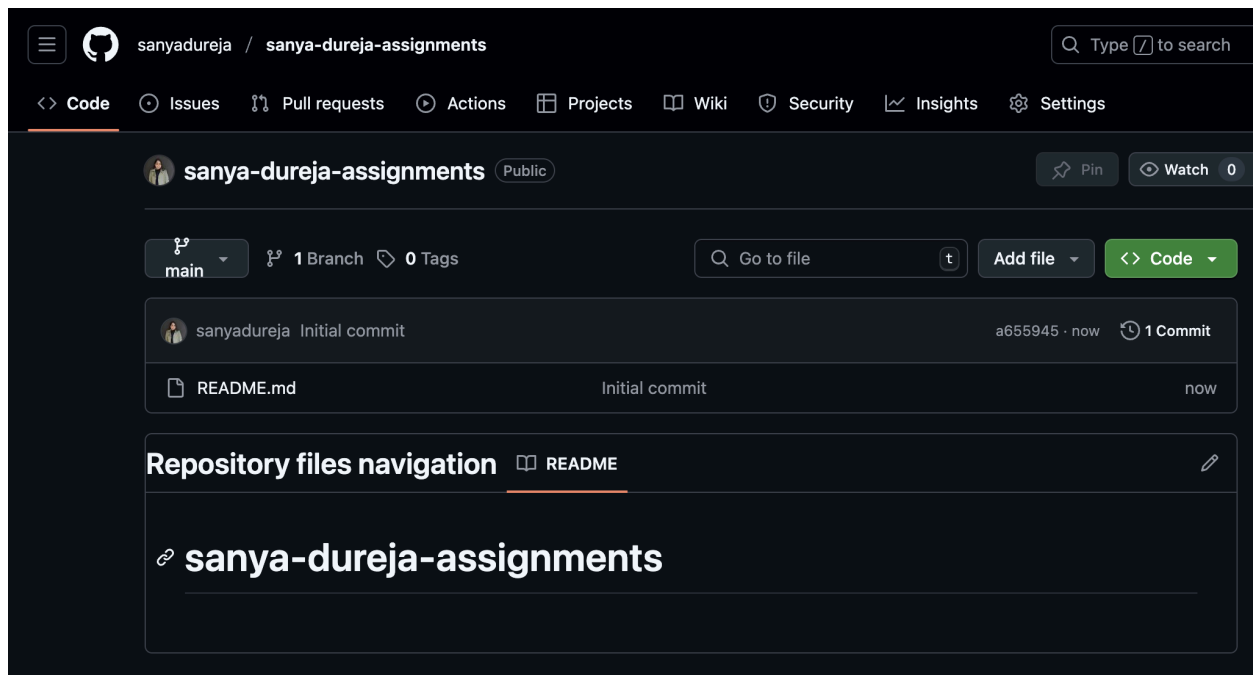 sanyadureja / sanya-dureja-assignments
Type / to search
Code Issues Pull requests Actions Projects Wiki Security Insights Settings
sanya-dureja-assignments Public
Pin Watch 0
main 1 Branch 0 Tags
Go to file t Add file Code
sanyadureja Initial commit a655945 · now 1 Commit
README.md Initial commit now
Repository files navigation README
sanya-dureja-assignments